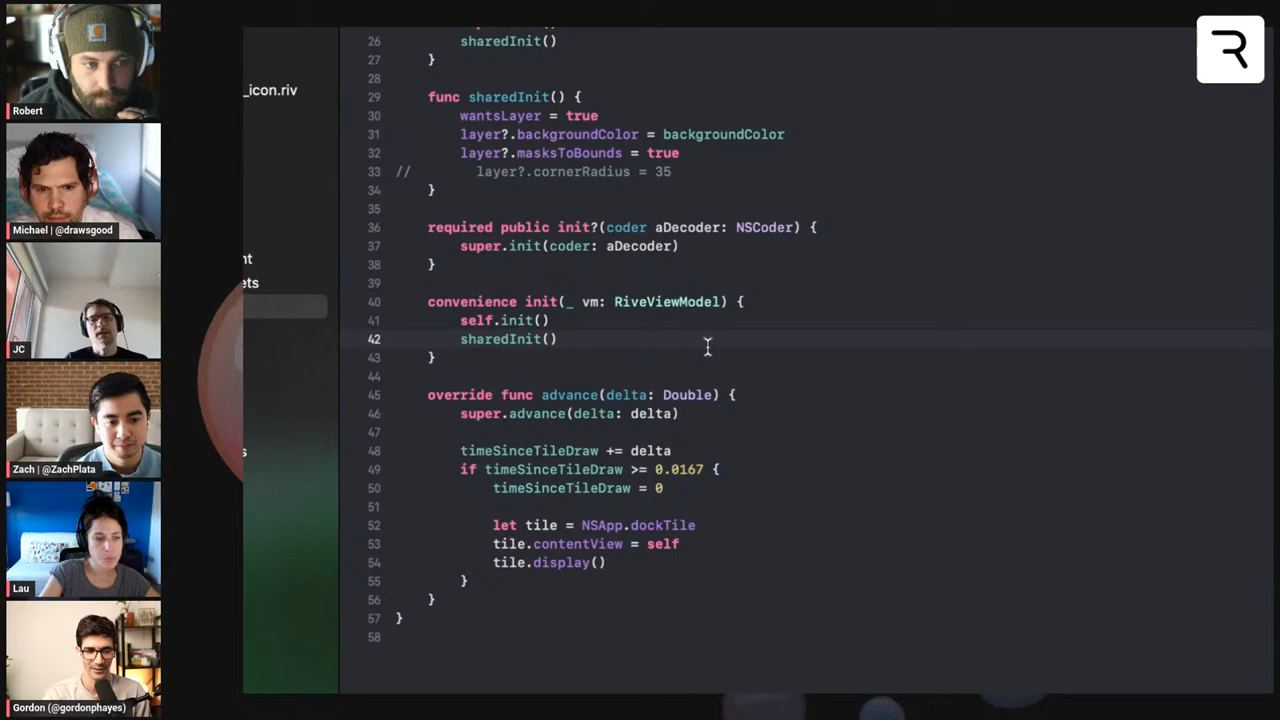 Robert
Michael | @drawsgood
JC
Zach | @ZachPlata
Lau
Gordon (@gordonphayes)
_icon.riv
nt
ets
s
26 sharedInit()
27 }
28
29 func sharedInit() {
30 wantsLayer = true
31 layer?.backgroundColor = backgroundColor
32 layer?.masksToBounds = true
33 // layer?.cornerRadius = 35
34 }
35
36 required public init?(coder aDecoder: NSCoder) {
37 super.init(coder: aDecoder)
38 }
39
40 convenience init(_ vm: RiveViewModel) {
41 self.init()
42 sharedInit()
43 }
44
45 override func advance(delta: Double) {
46 super.advance(delta: delta)
47
48 timeSinceTileDraw += delta
49 if timeSinceTileDraw >= 0.0167 {
50 timeSinceTileDraw = 0
51
52 let tile = NSApp.dockTile
53 tile.contentView = self
54 tile.display()
55 }
56 }
57 }
58
R